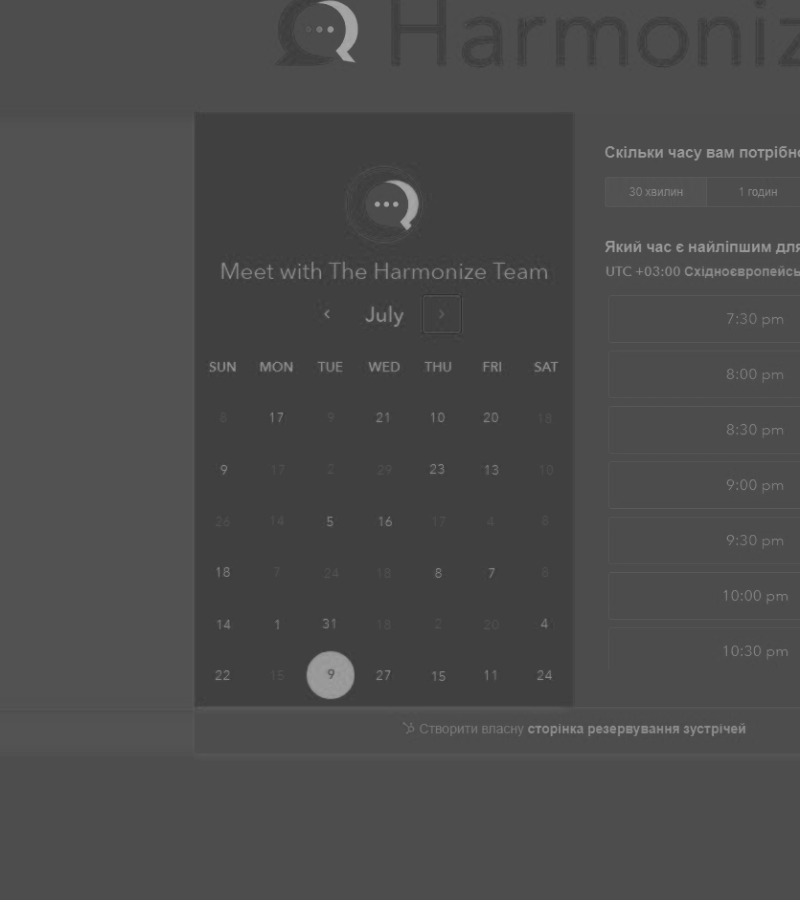 Harmoniz
Meet with The Harmonize Team
‹ July ›
SUN MON TUE WED THU FRI SAT
8 17 9 21 10 20 18
9 17 2 29 23 13 10
26 14 5 16 17 4
18 7 24 18 8 7
14 1 31 18 2 20 4
22 15 9 27 15 11 24
Скільки часу вам потрібно
30 хвилин 1 годин
Який час є найліпшим для
UTC +03:00 Східноєвропейсь
7:30 pm
8:00 pm
8:30 pm
9:00 pm
9:30 pm
10:00 pm
10:30 pm
Створити власну сторінка резервування зустрічей